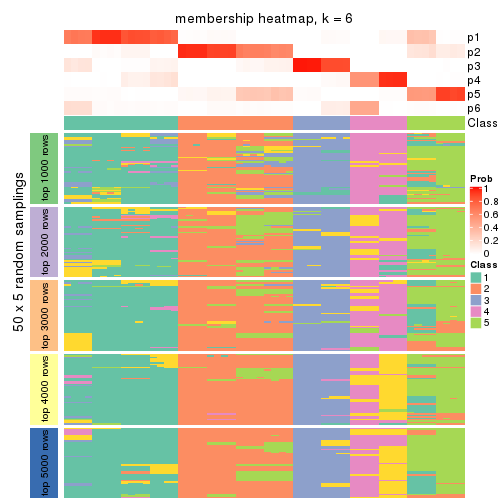 membership heatmap, k = 6
p1
p2
p3
p4
p5
p6
Class
50 x 5 random samplings
top 1000 rows
top 2000 rows
top 3000 rows
top 4000 rows
top 5000 rows
Prob
1
0.8
0.6
0.4
0.2
0
Class
1
2
3
4
5